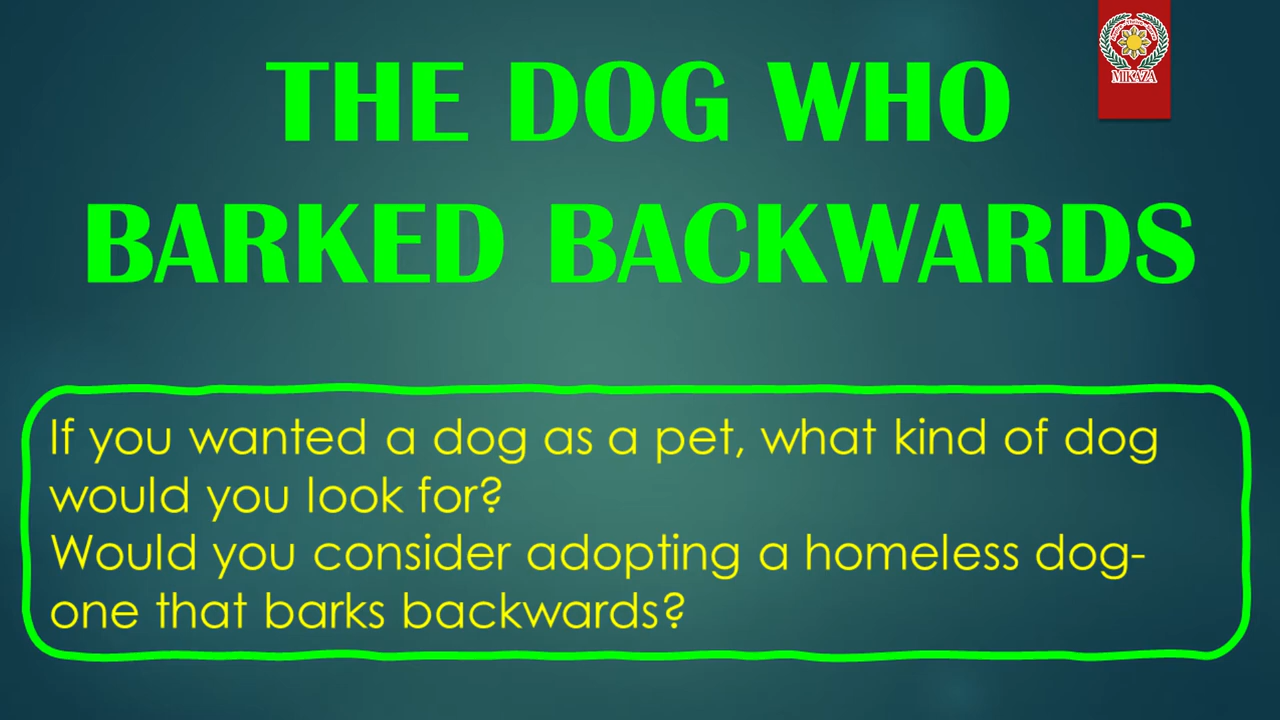 MIKAZA
THE DOG WHO
BARKED BACKWARDS
If you wanted a dog as a pet, what kind of dog
would you look for?
Would you consider adopting a homeless dog-
one that barks backwards?